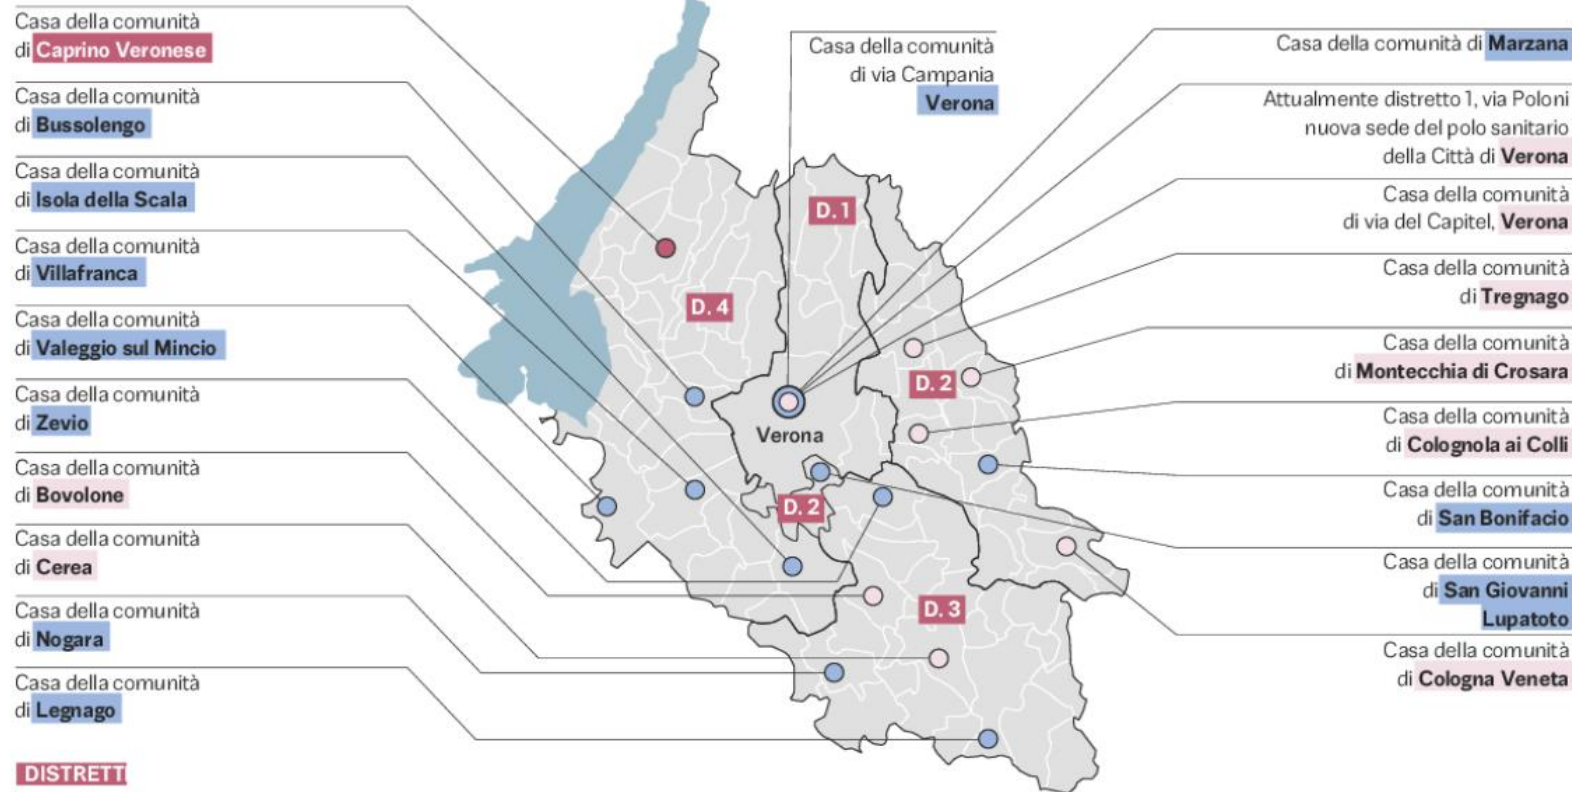 Casa della comunità
di Caprino Veronese
Casa della comunità
di Bussolengo
Casa della comunità
di Isola della Scala
Casa della comunità
di Villafranca
Casa della comunità
di Valeggio sul Mincio
Casa della comunità
di Zevio
Casa della comunità
di Bovolone
Casa della comunità
di Cerea
Casa della comunità
di Nogara
Casa della comunità
di Legnago
DISTRETTI
Casa della comunità
di via Campania
Verona
D. 1
D. 4
D. 2
Verona
D. 2
D. 3
Casa della comunità di Marzana
Attualmente distretto 1, via Poloni
nuova sede del polo sanitario
della Città di Verona
Casa della comunità
di via del Capitel, Verona
Casa della comunità
di Tregnago
Casa della comunità
di Montecchia di Crosara
Casa della comunità
di Colognola ai Colli
Casa della comunità
di San Bonifacio
Casa della comunità
di San Giovanni
Lupatoto
Casa della comunità
di Cologna Veneta